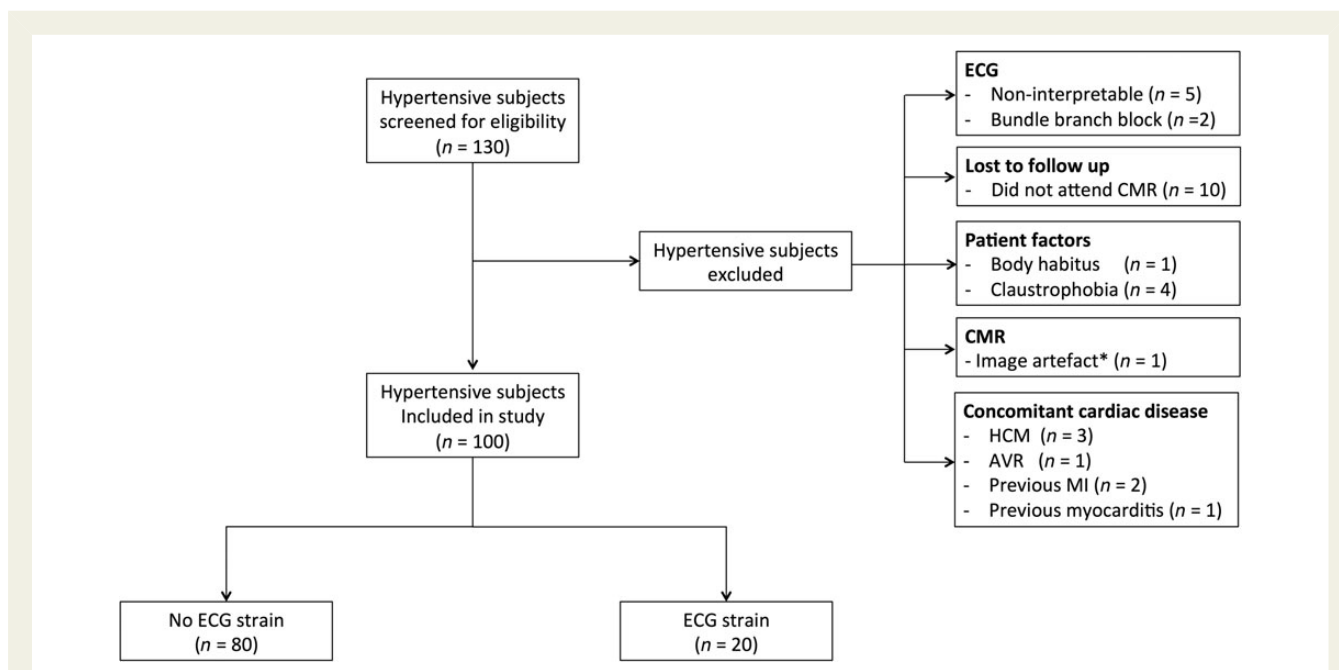 Hypertensive subjects
screened for eligibility
(n = 130)
ECG
- Non-interpretable (n = 5)
- Bundle branch block (n =2)
Lost to follow up
- Did not attend CMR (n = 10)
Hypertensive subjects
excluded
Patient factors
- Body habitus (n = 1)
- Claustrophobia (n = 4)
CMR
- Image artefact* (n = 1)
Hypertensive subjects
Included in study
(n = 100)
Concomitant cardiac disease
- HCM (n = 3)
- AVR (n = 1)
- Previous MI (n = 2)
- Previous myocarditis (n = 1)
No ECG strain
(n = 80)
ECG strain
(n = 20)